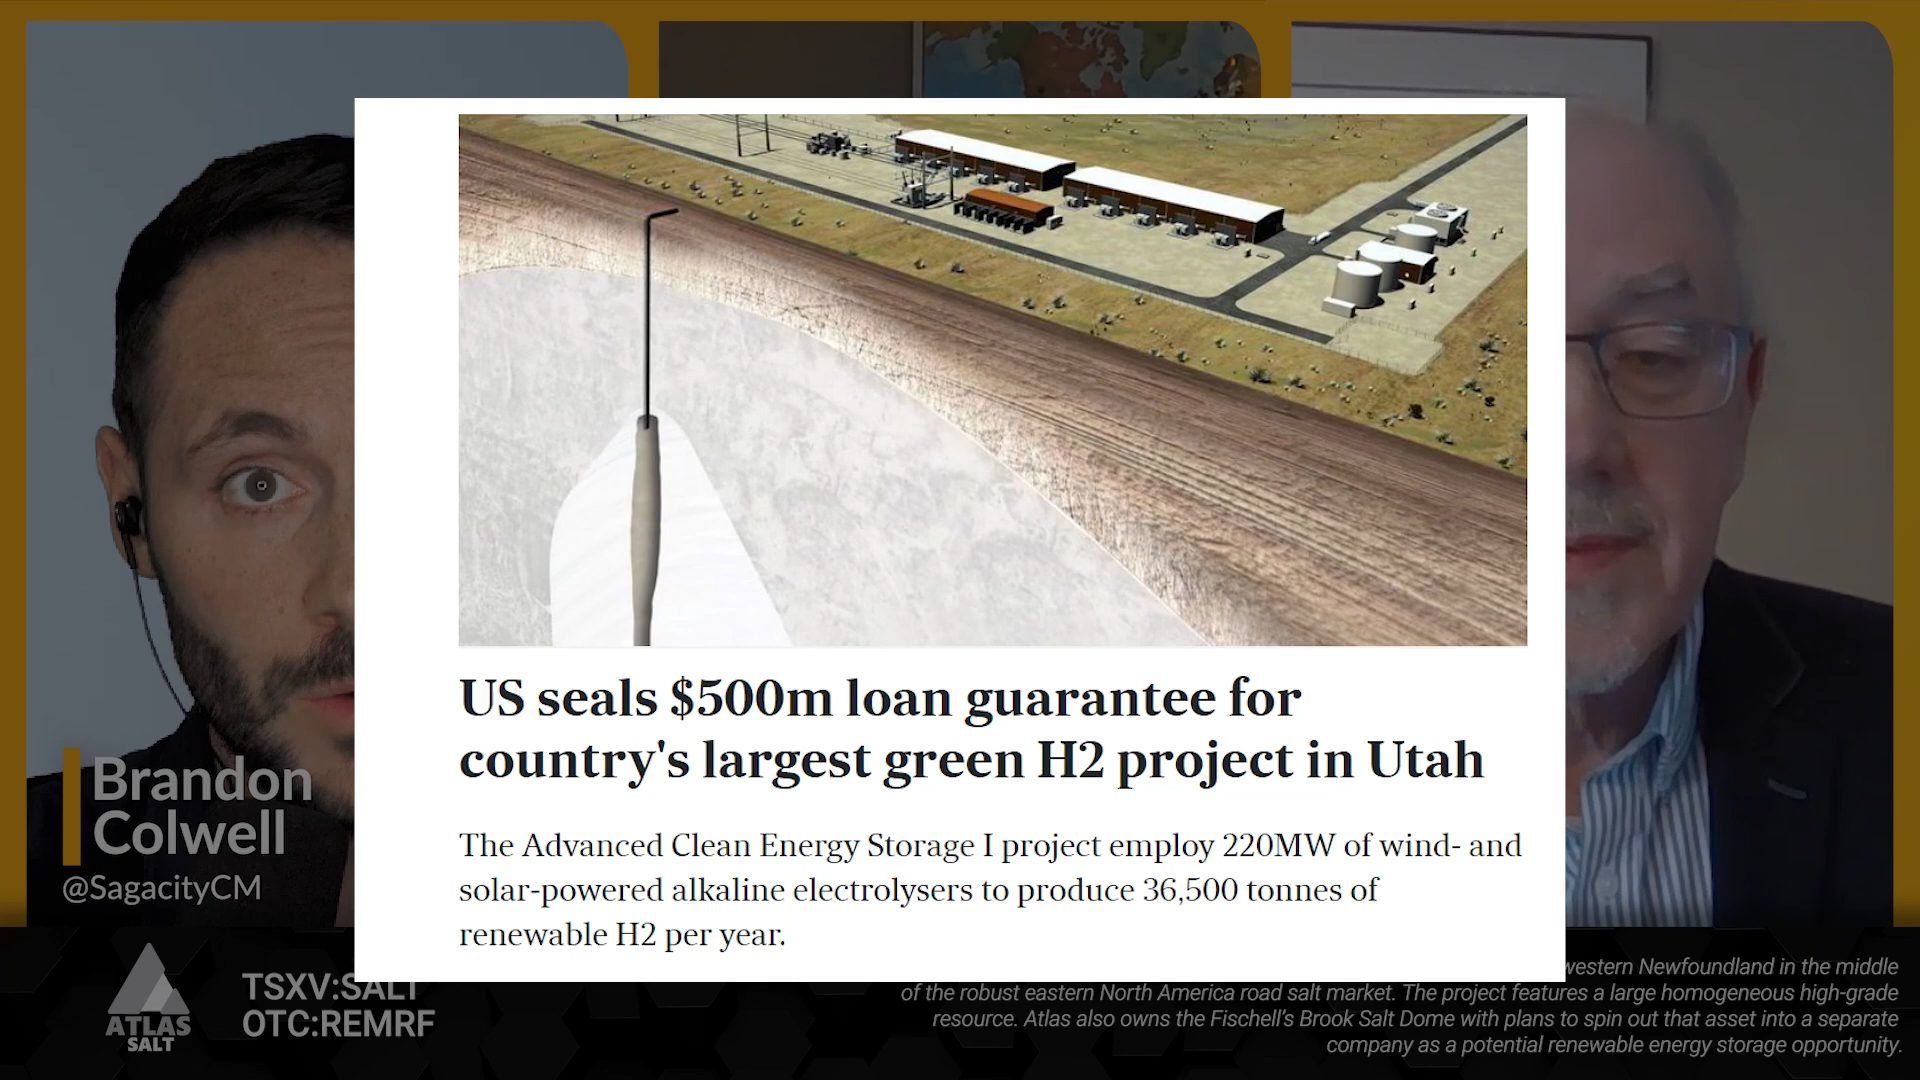 US seals $500m loan guarantee for
country's largest green H2 project in Utah
The Advanced Clean Energy Storage I project employ 220MW of wind- and
solar-powered alkaline electrolysers to produce 36,500 tonnes of
renewable H2 per year.
Brandon
Colwell
@SagacityCM
ATLAS
SALT
TSXV:SALT
OTC:REMRF
western Newfoundland in the middle
of the robust eastern North America road salt market. The project features a large homogeneous high-grade
resource. Atlas also owns the Fischell's Brook Salt Dome with plans to spin out that asset into a separate
company as a potential renewable energy storage opportunity.